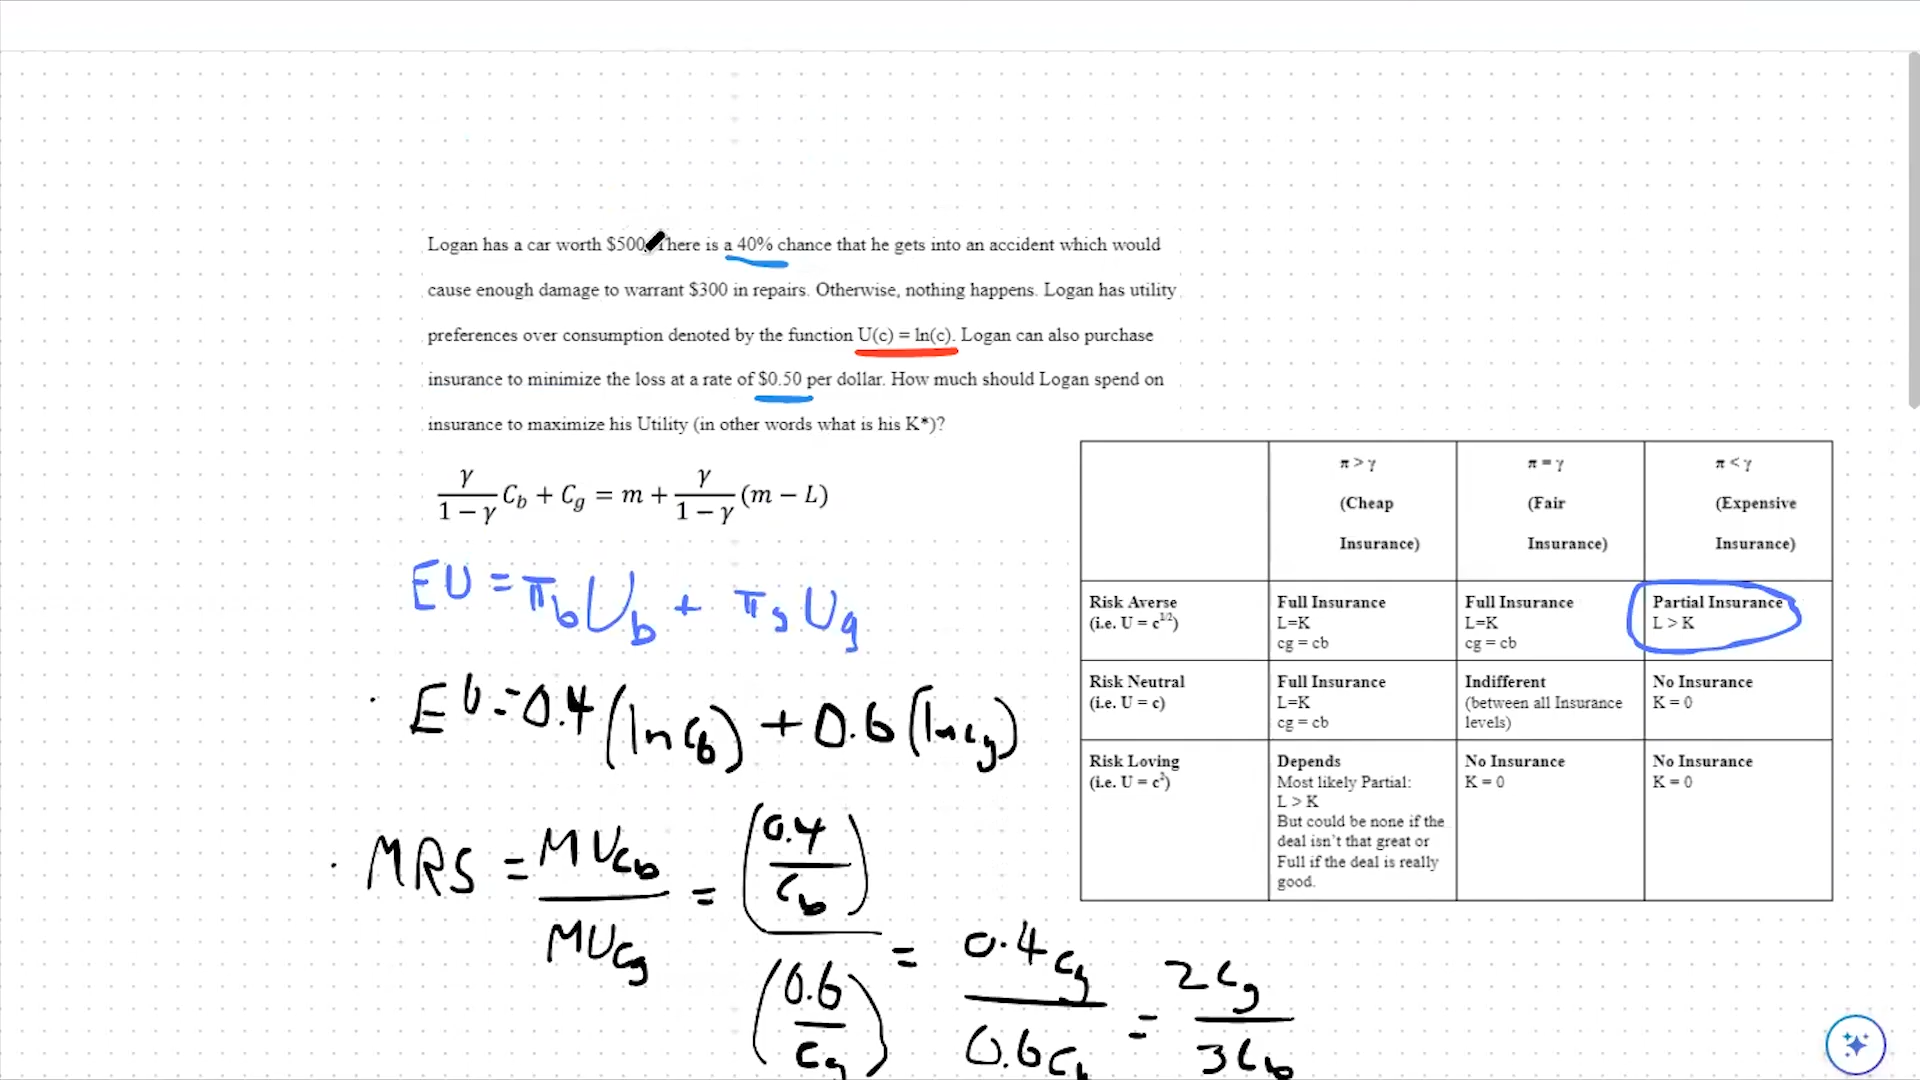 Logan has a car worth $500. There is a 40% chance that he gets into an accident which would
cause enough damage to warrant $300 in repairs. Otherwise, nothing happens. Logan has utility
preferences over consumption denoted by the function U(c) = ln(c). Logan can also purchase
insurance to minimize the loss at a rate of $0.50 per dollar. How much should Logan spend on
insurance to maximize his Utility (in other words what is his K*)?
γ/(1 − γ) C_b + C_g = m + γ/(1 − γ) (m − L)
EU = π_b U_b + π_g U_g
EU = 0.4 (ln c_b) + 0.6 (ln c_g)
MRS = MU_cb / MU_cg = (0.4 / c_b) / (0.6 / c_g) = 0.4 c_g / 0.6 c_b = 2 c_g / 3 c_b
π > γ
(Cheap
Insurance)
π = γ
(Fair
Insurance)
π < γ
(Expensive
Insurance)
Risk Averse
(i.e. U = c^1/2)
Full Insurance
L=K
cg = cb
Full Insurance
L=K
cg = cb
Partial Insurance
L > K
Risk Neutral
(i.e. U = c)
Full Insurance
L=K
cg = cb
Indifferent
(between all Insurance
levels)
No Insurance
K = 0
Risk Loving
(i.e. U = c²)
Depends
Most likely Partial:
L > K
But could be none if the
deal isn't that great or
Full if the deal is really
good.
No Insurance
K = 0
No Insurance
K = 0